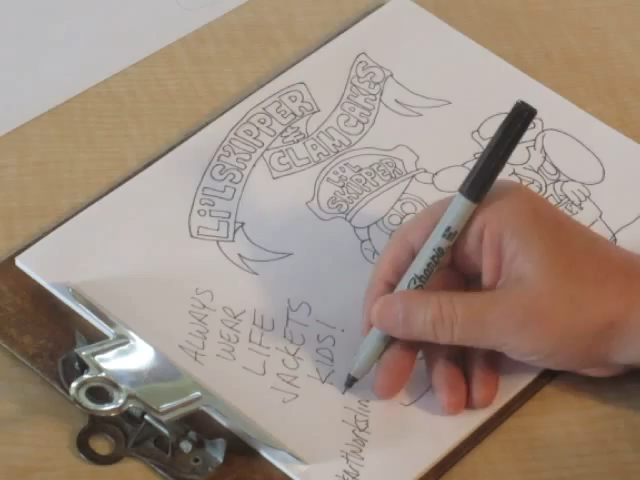 Li'L SKIPPER
N
CLAM CAKES
Li'L
SKIPPER
Sharpie
ALWAYS
WEAR
LIFE
JACKETS
KIDS!